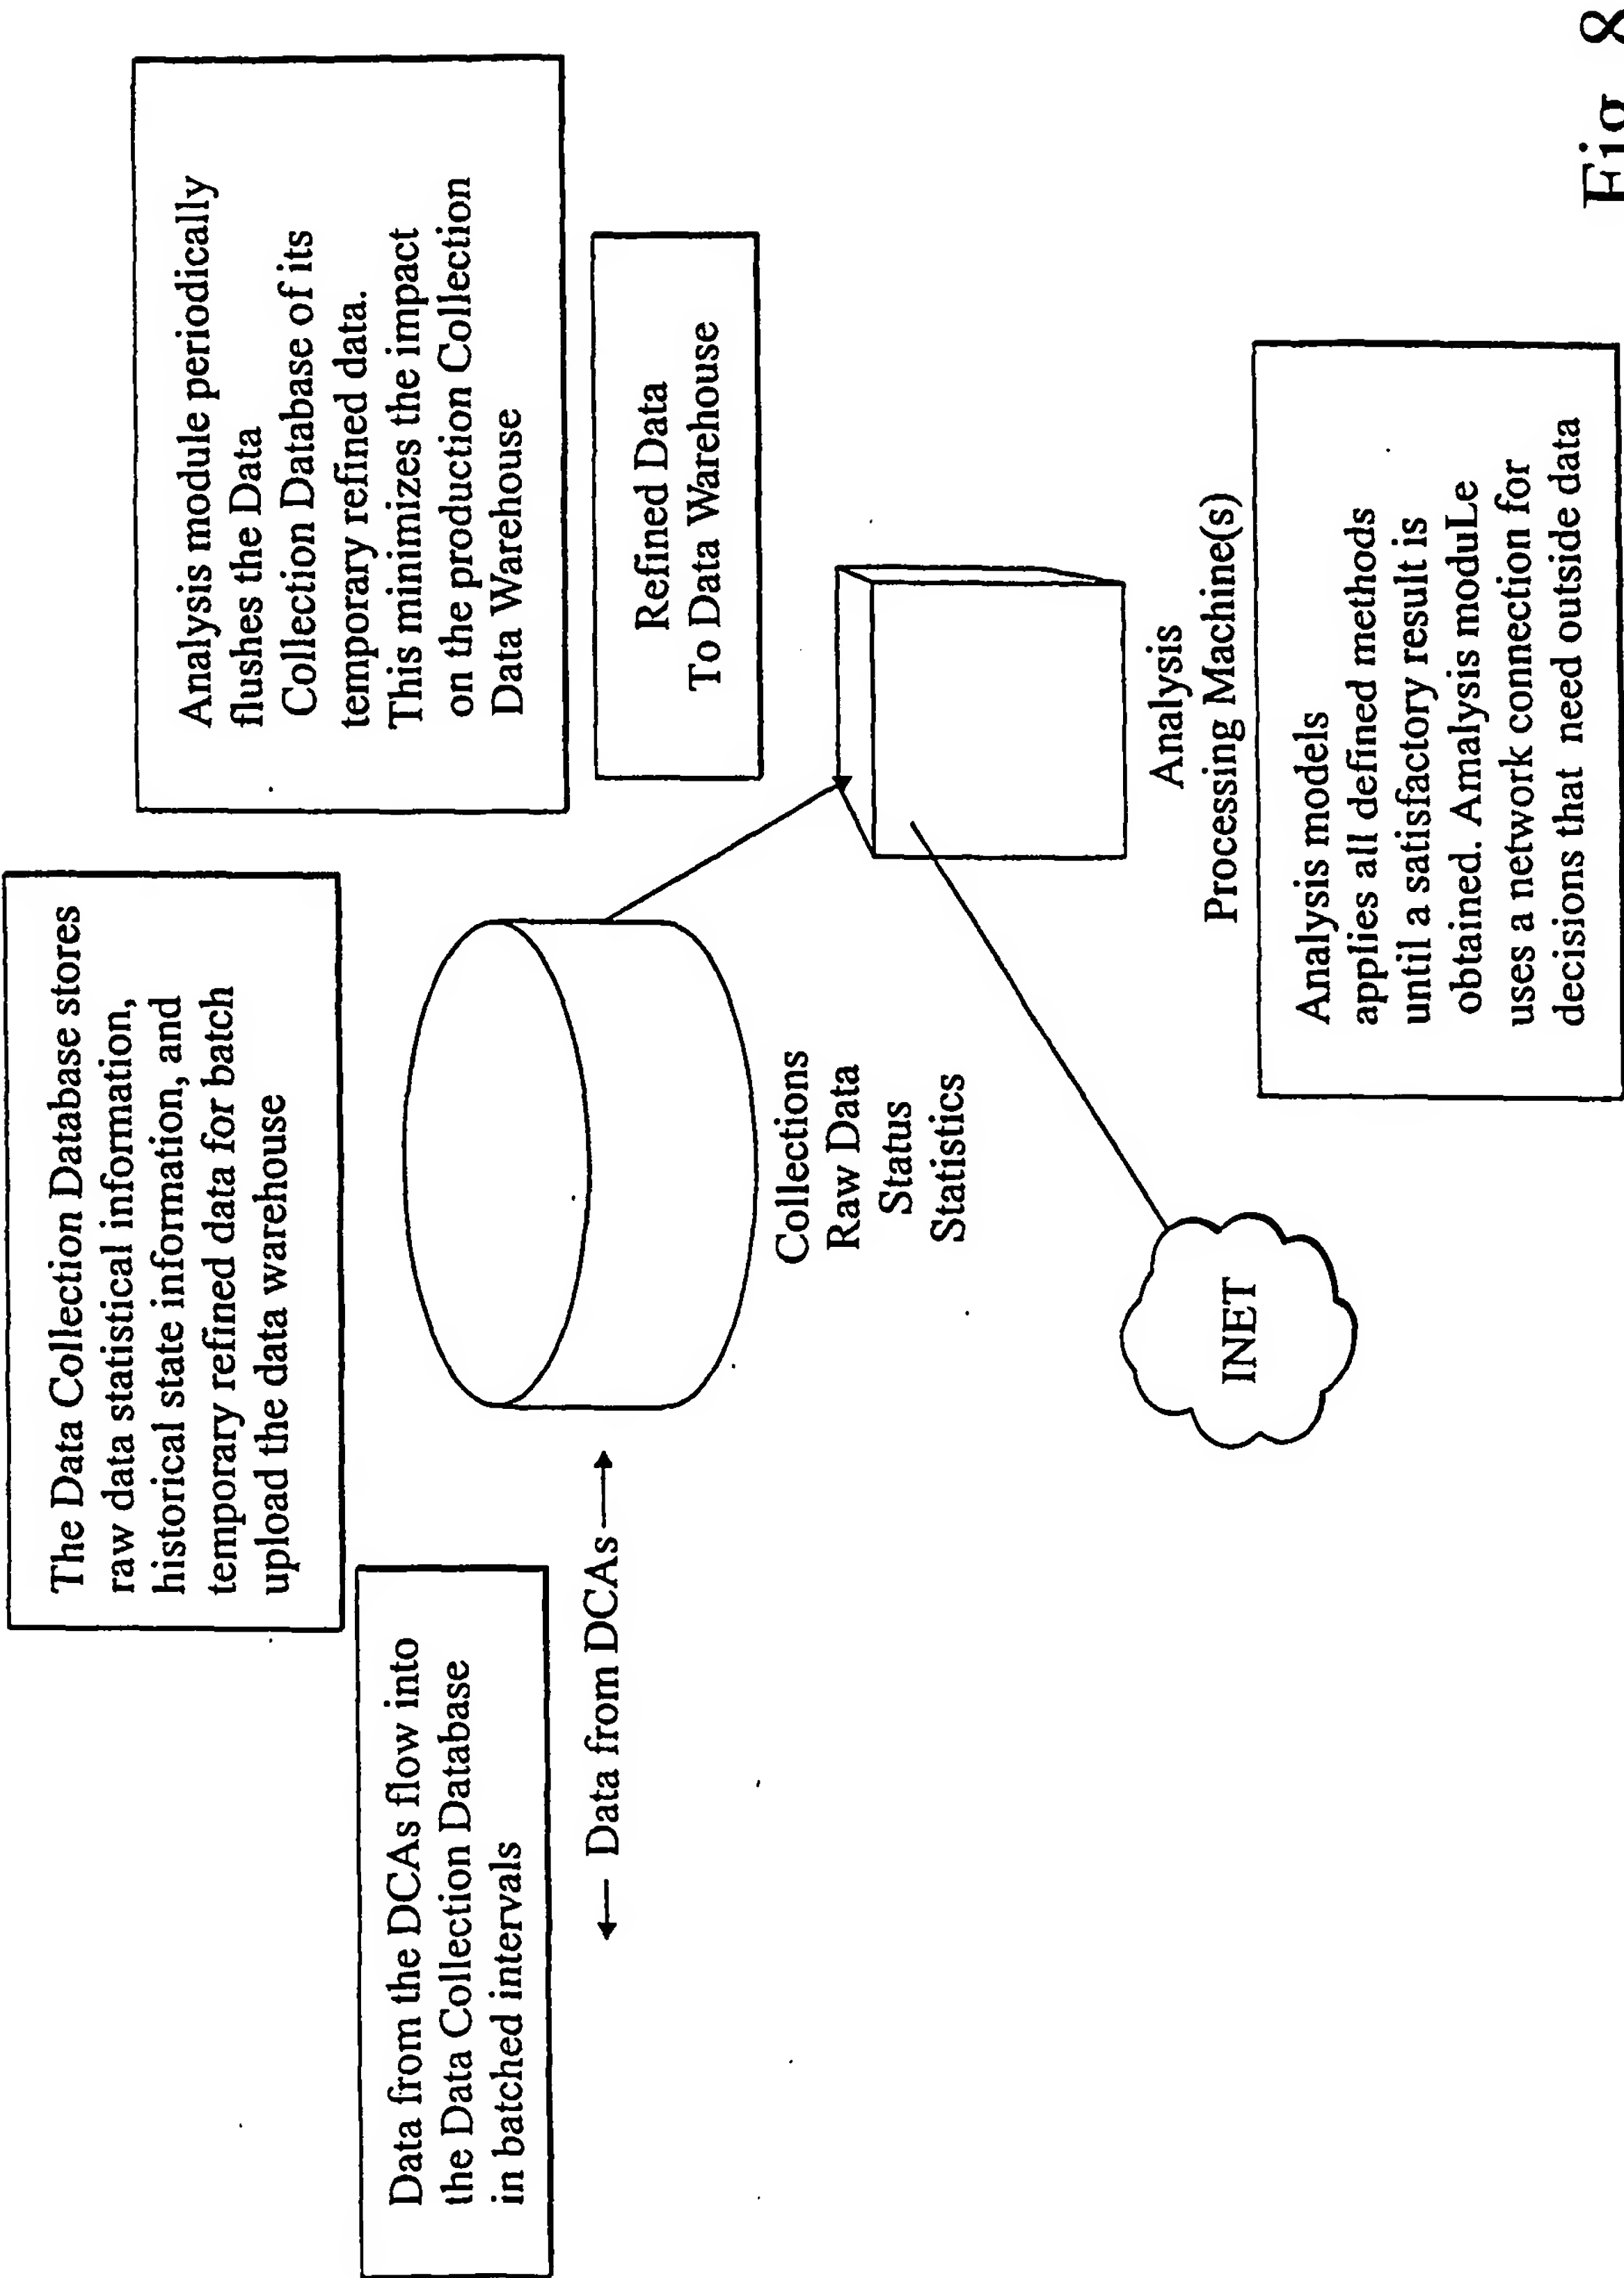 The Data Collection Database stores
raw data statistical information,
historical state information, and
temporary refined data for batch
upload the data warehouse
Analysis module periodically
flushes the Data
Collection Database of its
temporary refined data.
This minimizes the impact
on the production Collection
Data Warehouse
Data from the DCAs flow into
the Data Collection Database
in batched intervals
Data from DCAs
Refined Data
To Data Warehouse
Collections
Raw Data
Status
Statistics
Analysis
Processing Machine(s)
INET
Analysis models
applies all defined methods
until a satisfactory result is
obtained. Analysis moduLe
uses a network connection for
decisions that need outside data
Fig. 8